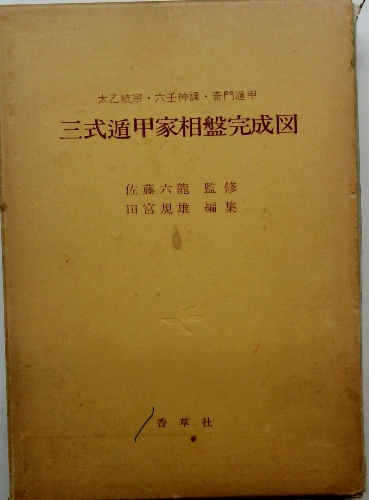 太乙統宗・六壬神課・奇門遁甲
三式遁甲家相盤完成図
佐藤六龍 監修
田宮規雄 編集
香草社